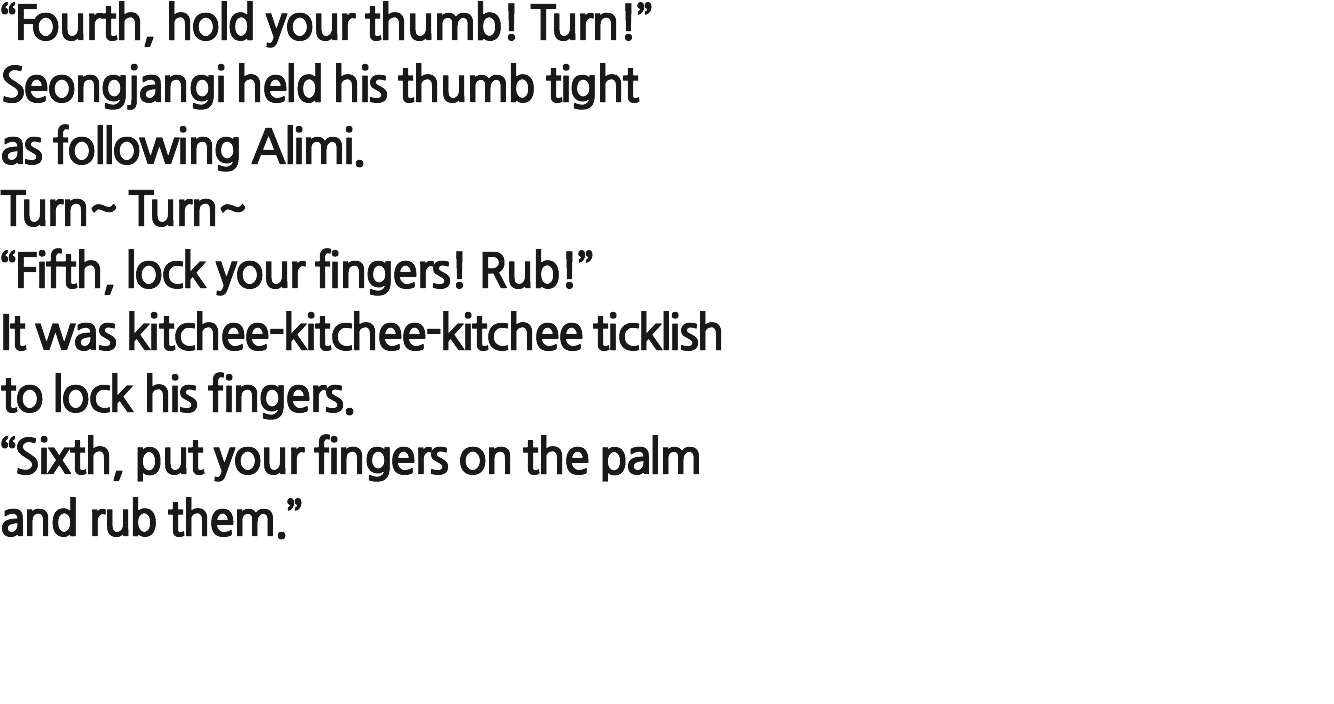 “Fourth, hold your thumb! Turn!”
Seongjangi held his thumb tight
as following Alimi.
Turn~ Turn~
“Fifth, lock your fingers! Rub!”
It was kitchee-kitchee-kitchee ticklish
to lock his fingers.
“Sixth, put your fingers on the palm
and rub them.”